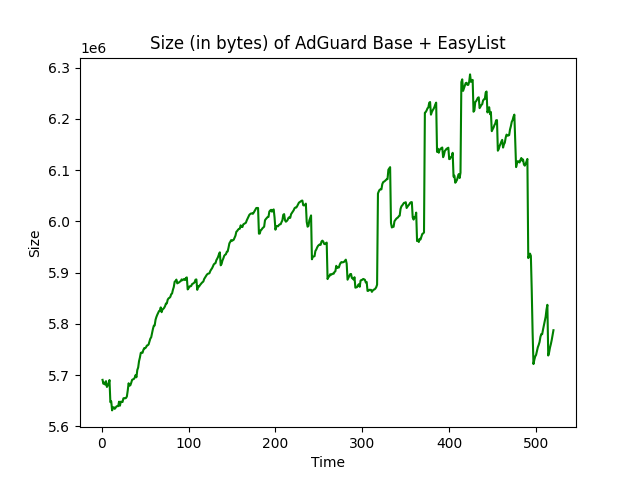 Size (in bytes) of AdGuard Base + EasyList
1e6
6.3
6.2
6.1
6.0
5.9
5.8
5.7
5.6
Size
0 100 200 300 400 500
Time